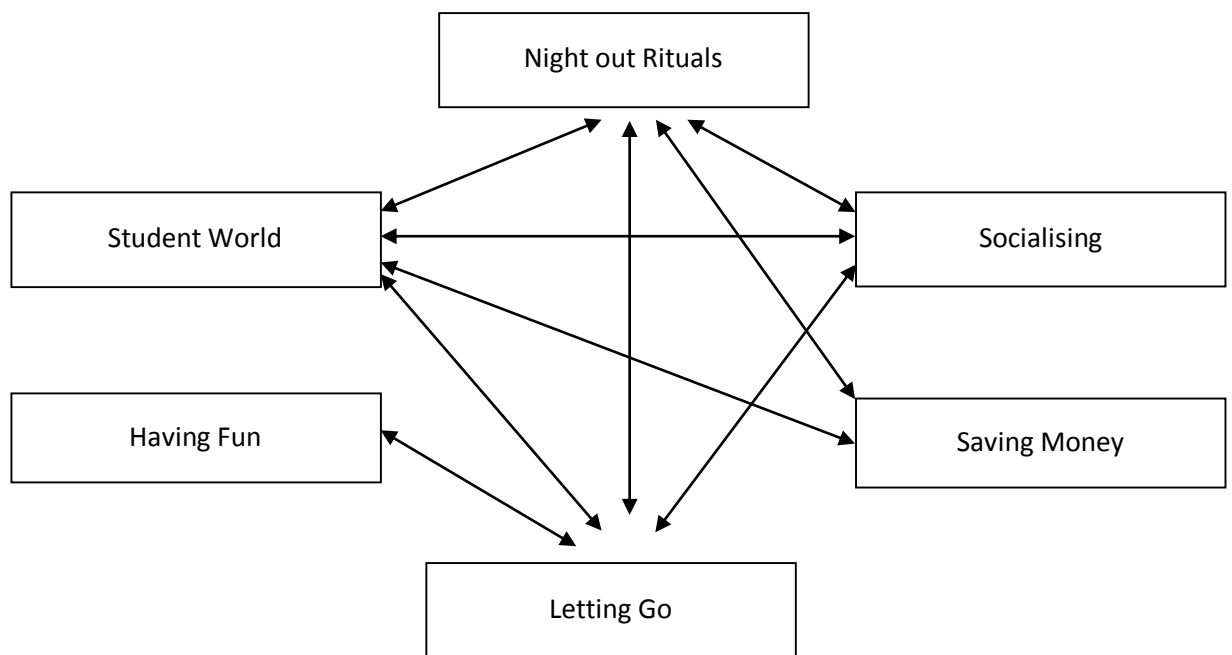 Night out Rituals
Student World
Socialising
Having Fun
Saving Money
Letting Go